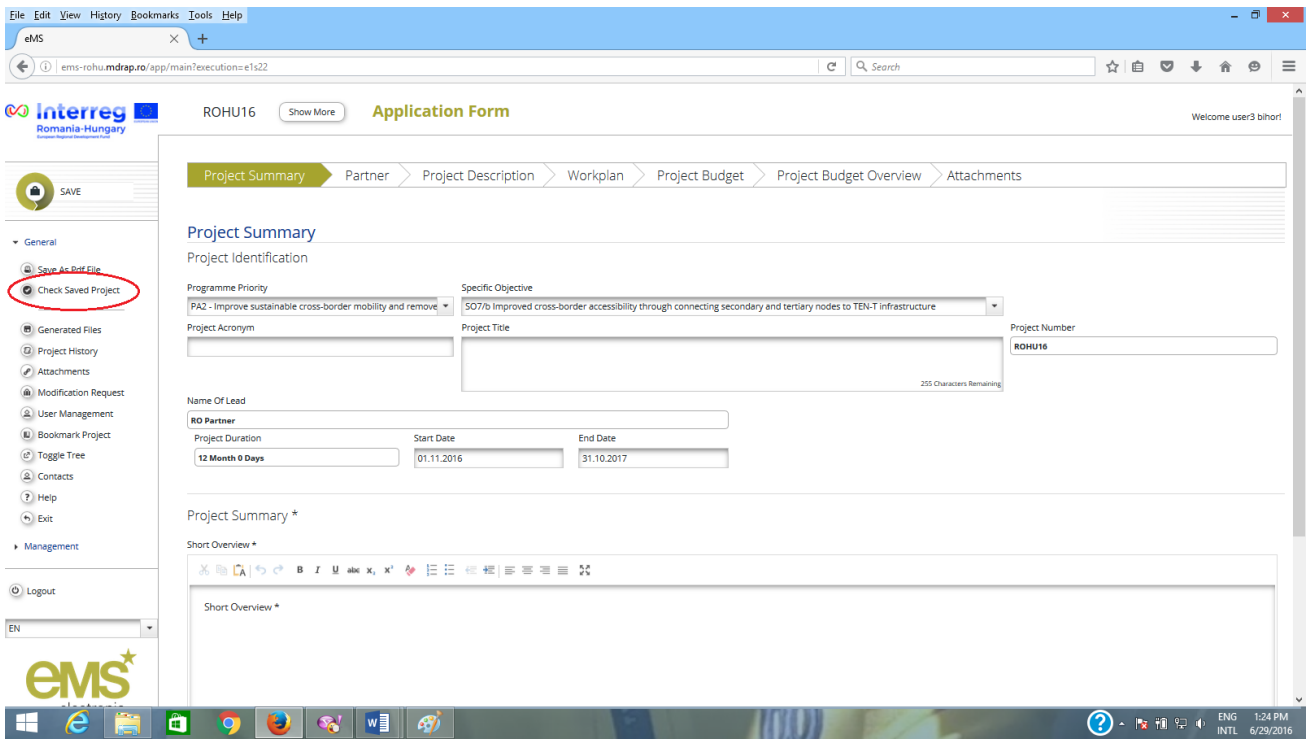 File Edit View History Bookmarks Tools Help
eMS
ems-rohu.mdrap.ro/app/main?execution=e1s22
Search
Interreg
Romania-Hungary
European Regional Development Fund
ROHU16
Show More
Application Form
Welcome user3 bihor!
SAVE
Project Summary
Partner
Project Description
Workplan
Project Budget
Project Budget Overview
Attachments
General
Save As Pdf File
Check Saved Project
Generated Files
Project History
Attachments
Modification Request
User Management
Bookmark Project
Toggle Tree
Contacts
Help
Exit
Management
Logout
EN
eMS
Project Summary
Project Identification
Programme Priority
Specific Objective
PA2 - Improve sustainable cross-border mobility and remove
SO7/b Improved cross-border accessibility through connecting secondary and tertiary nodes to TEN-T infrastructure
Project Acronym
Project Title
Project Number
ROHU16
255 Characters Remaining
Name Of Lead
RO Partner
Project Duration
Start Date
End Date
12 Month 0 Days
01.11.2016
31.10.2017
Project Summary *
Short Overview *
B I U abc x, x²
Short Overview *
ENG
INTL
1:24 PM
6/29/2016